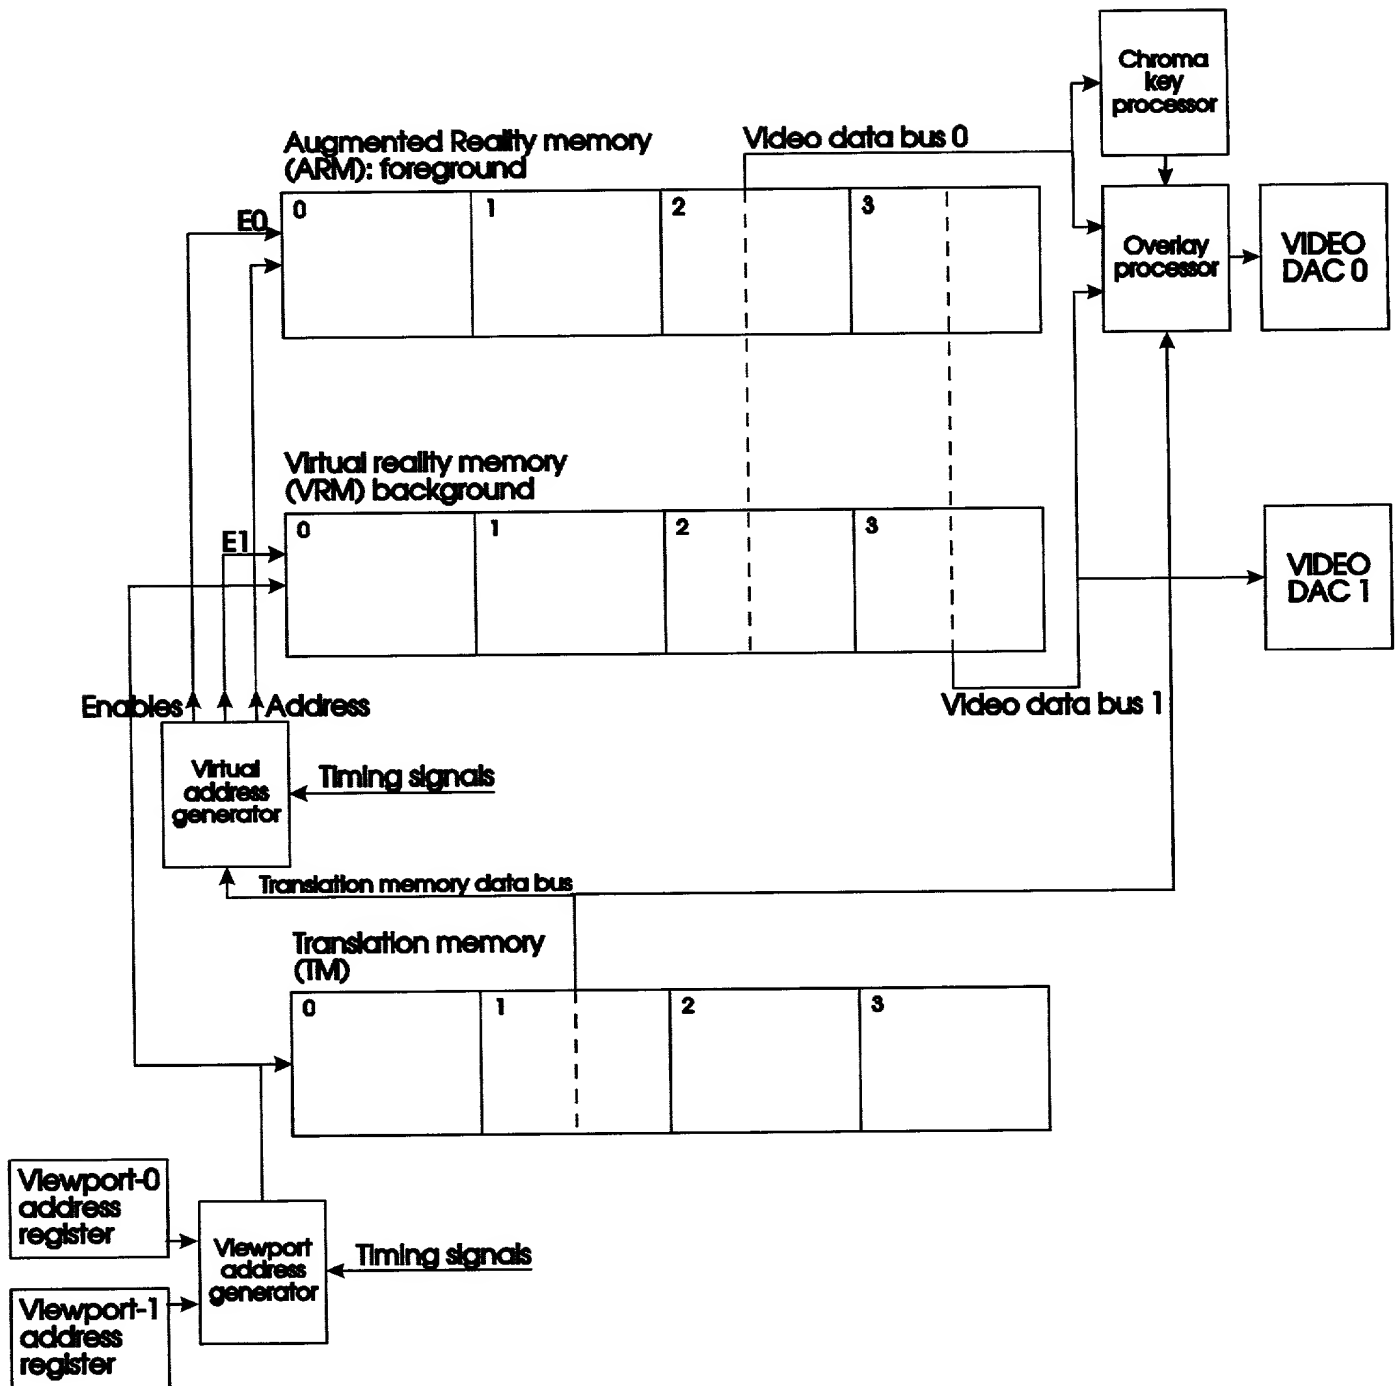 Chroma
key
processor
Augmented Reality memory
(ARM): foreground
Video data bus 0
E0
0
1
2
3
Overlay
processor
VIDEO
DAC 0
Virtual reality memory
(VRM) background
E1
0
1
2
3
VIDEO
DAC 1
Enables
Address
Video data bus 1
Virtual
address
generator
Timing signals
Translation memory data bus
Translation memory
(TM)
0
1
2
3
Viewport-0
address
register
Viewport
address
generator
Timing signals
Viewport-1
address
register